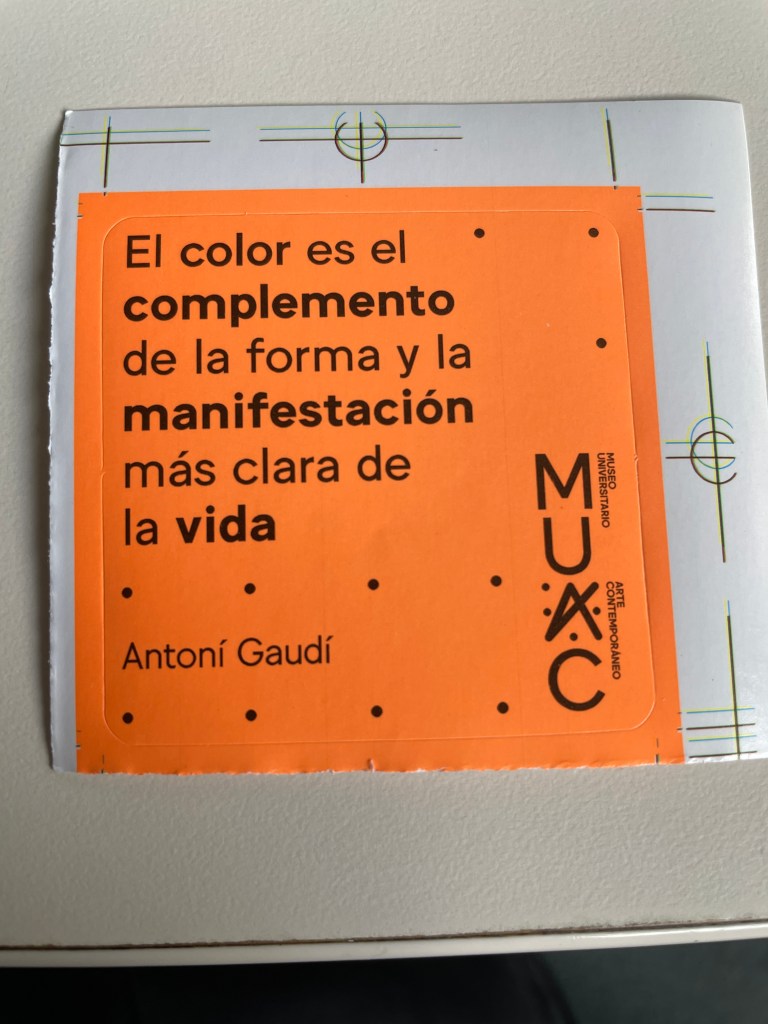 El color es el
complemento
de la forma y la
manifestación
más clara de
la vida
Antoní Gaudí
MUAC
MUSEO
UNIVERSITARIO
ARTE
CONTEMPORÁNEO